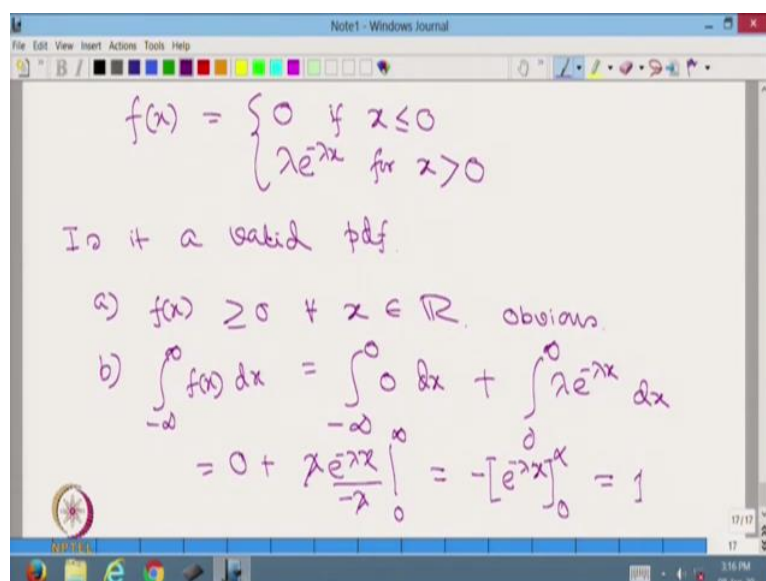 Note1 - Windows Journal
File Edit View Insert Actions Tools Help
B I
f(x) = { 0 if x ≤ 0
λe^{-λx} for x > 0
Is it a valid pdf.
a) f(x) ≥ 0 ∀ x ∈ ℝ. obvious.
b) ∫_{-∞}^{∞} f(x) dx = ∫_{-∞}^{0} 0 dx + ∫_{0}^{∞} λe^{-λx} dx
= 0 + λ e^{-λx}/-λ |_{0}^{∞} = -[e^{-λx}]_{0}^{∞} = 1
NPTEL
17/17
17
3:16 PM